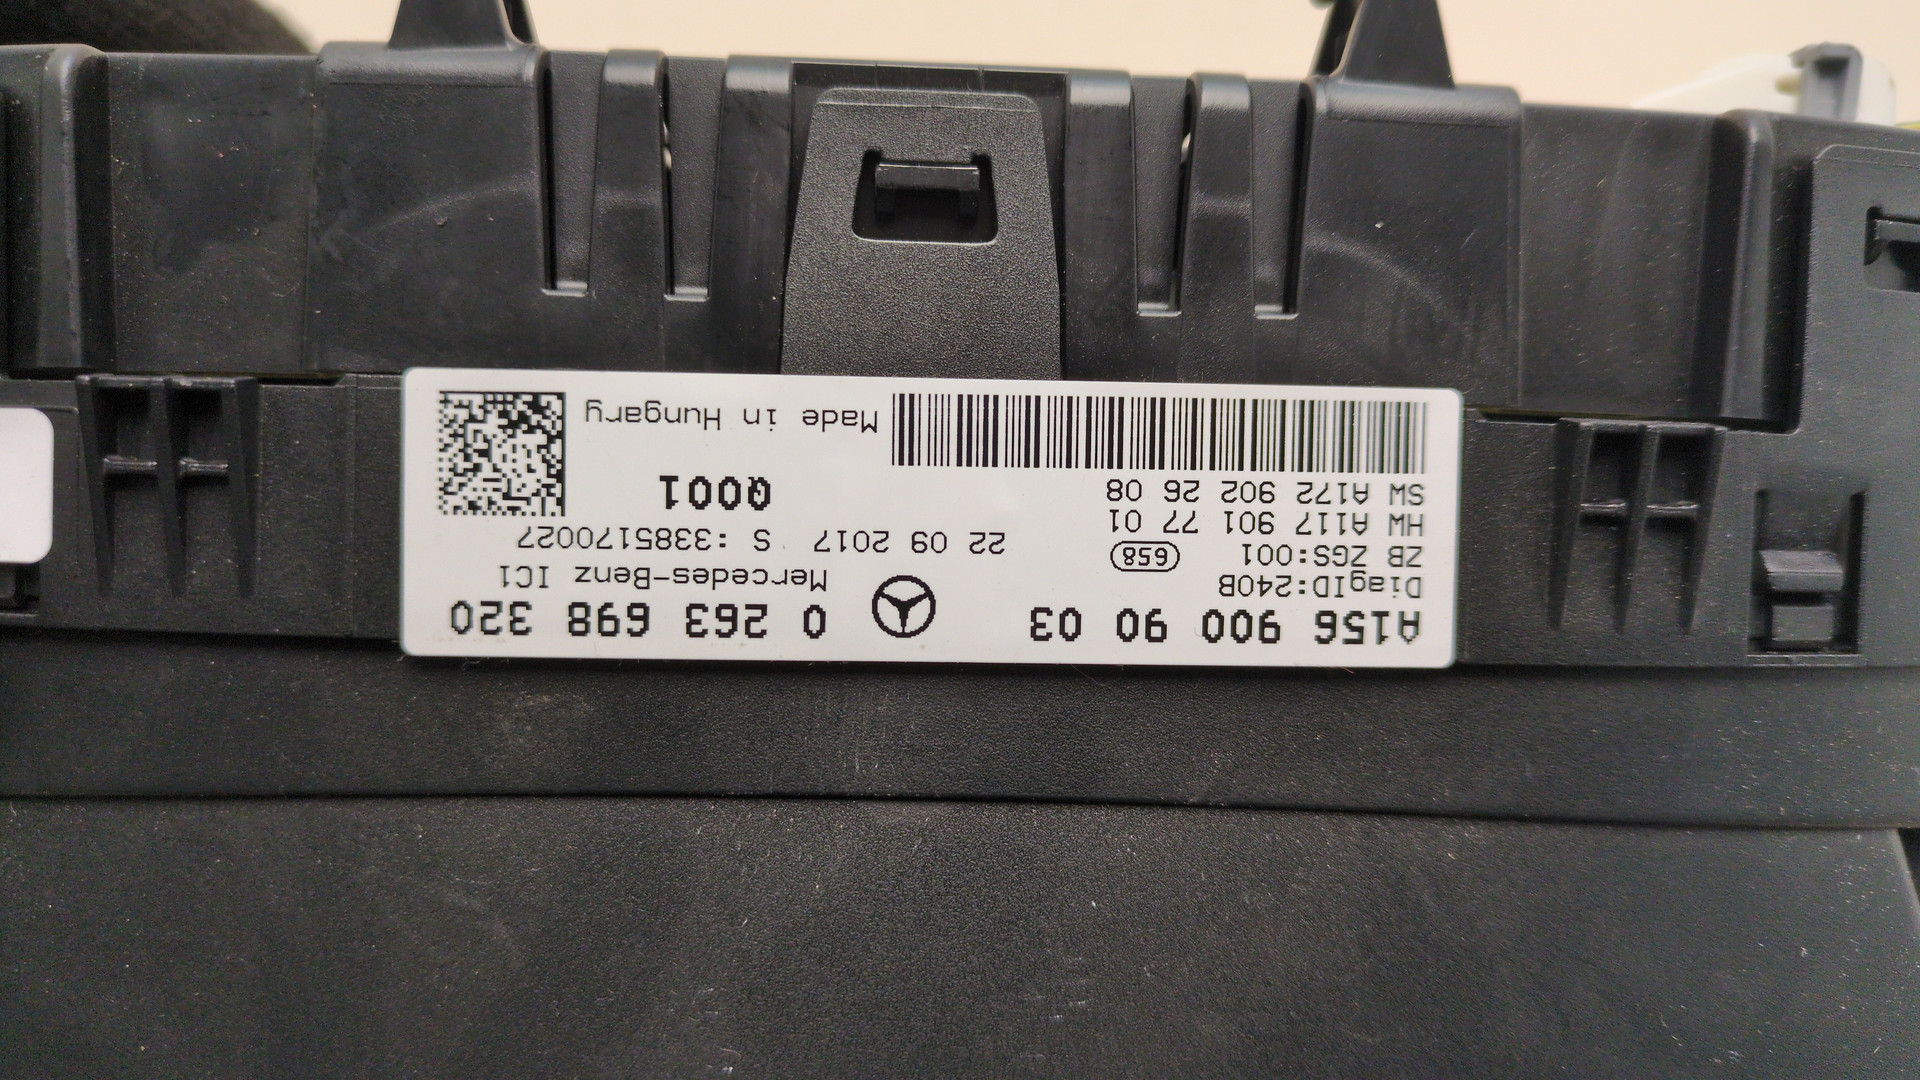 A156 900 90 03 0 263 698 320
DiagID:240B Mercedes-Benz IC1
ZB ZGS:001 658 22 09 2017 S:3385170027
HW A117 901 77 01
SW A172 902 26 08 Q001
Made in Hungary